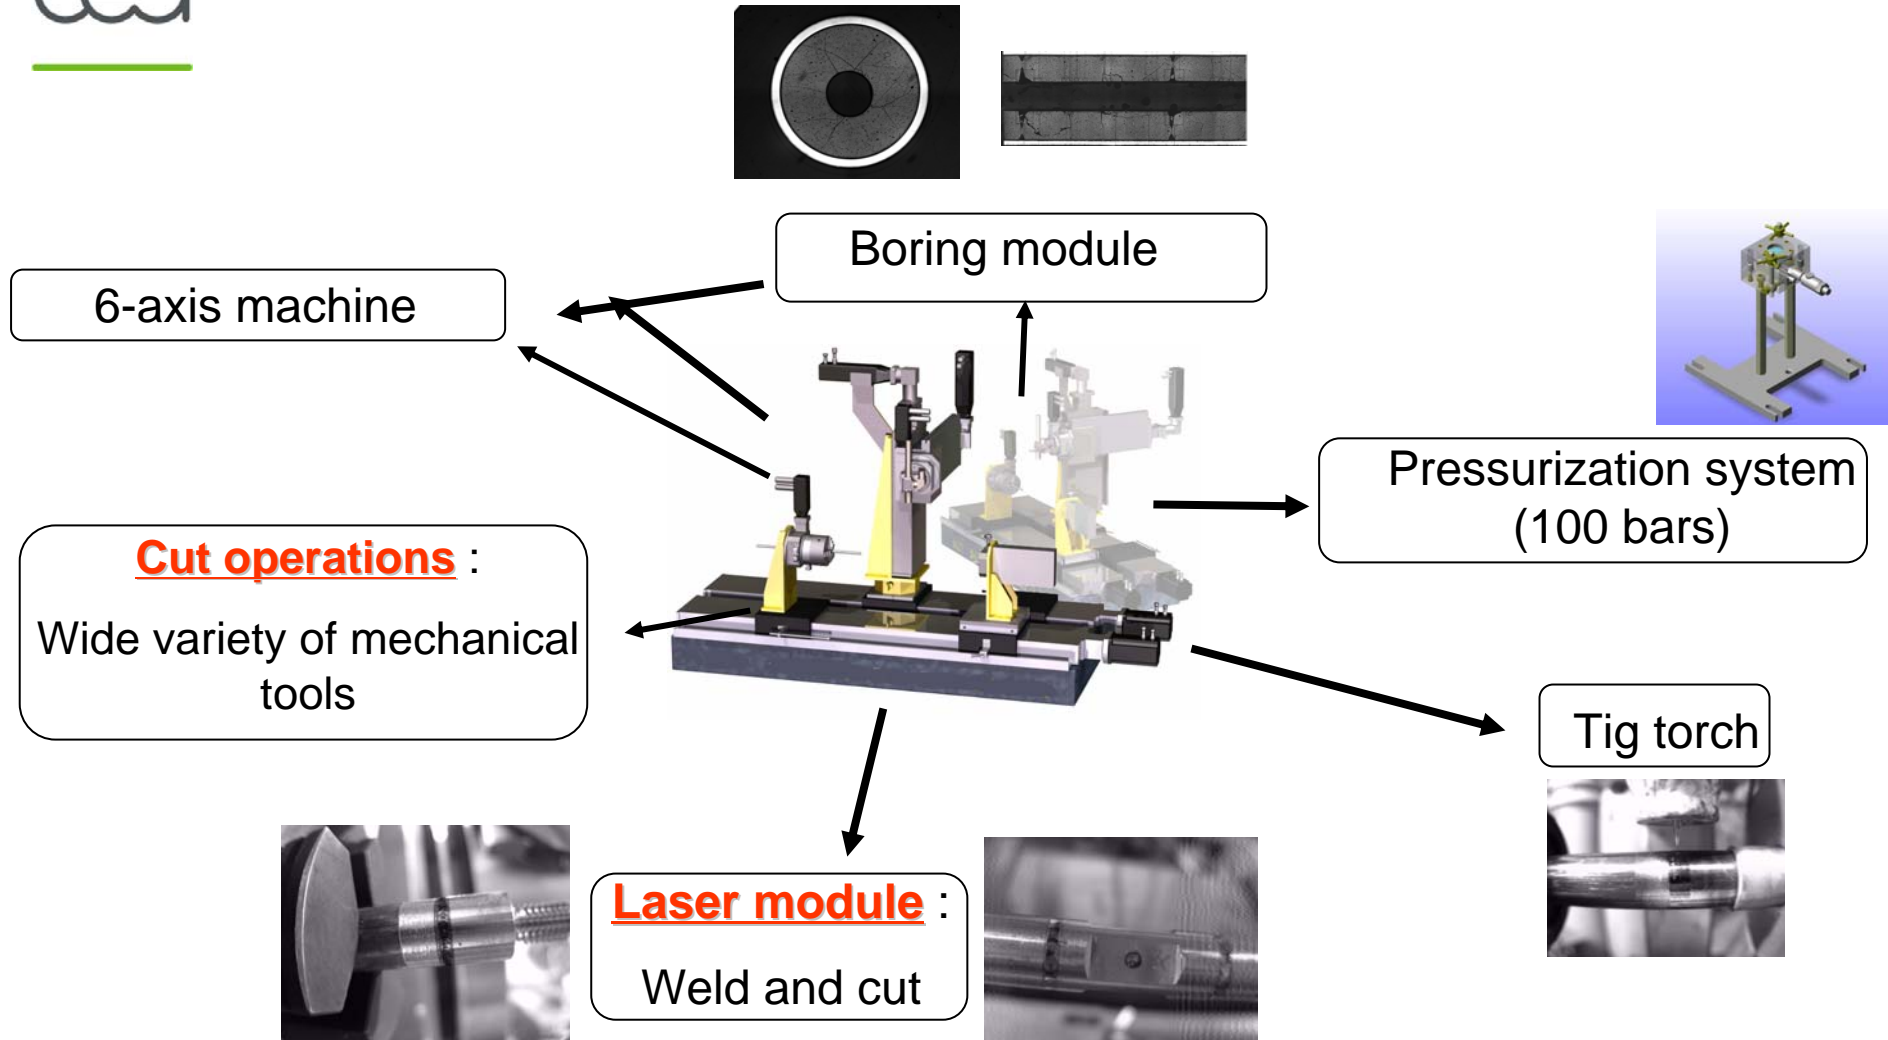 Boring module
6-axis machine
Pressurization system
(100 bars)
Cut operations :
Wide variety of mechanical
tools
Tig torch
Laser module :
Weld and cut